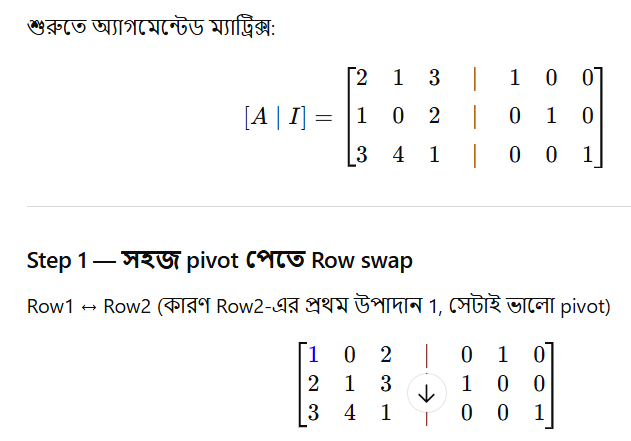 শুরুতে অ্যাগমেন্টেড ম্যাট্রিক্স:
2 1 3 | 1 0 0
[A | I] = 1 0 2 | 0 1 0
3 4 1 | 0 0 1
Step 1 — সহজ pivot পেতে Row swap
Row1 ↔ Row2 (কারণ Row2-এর প্রথম উপাদান 1, সেটাই ভালো pivot)
1 0 2 | 0 1 0
2 1 3 | 1 0 0
3 4 1 | 0 0 1